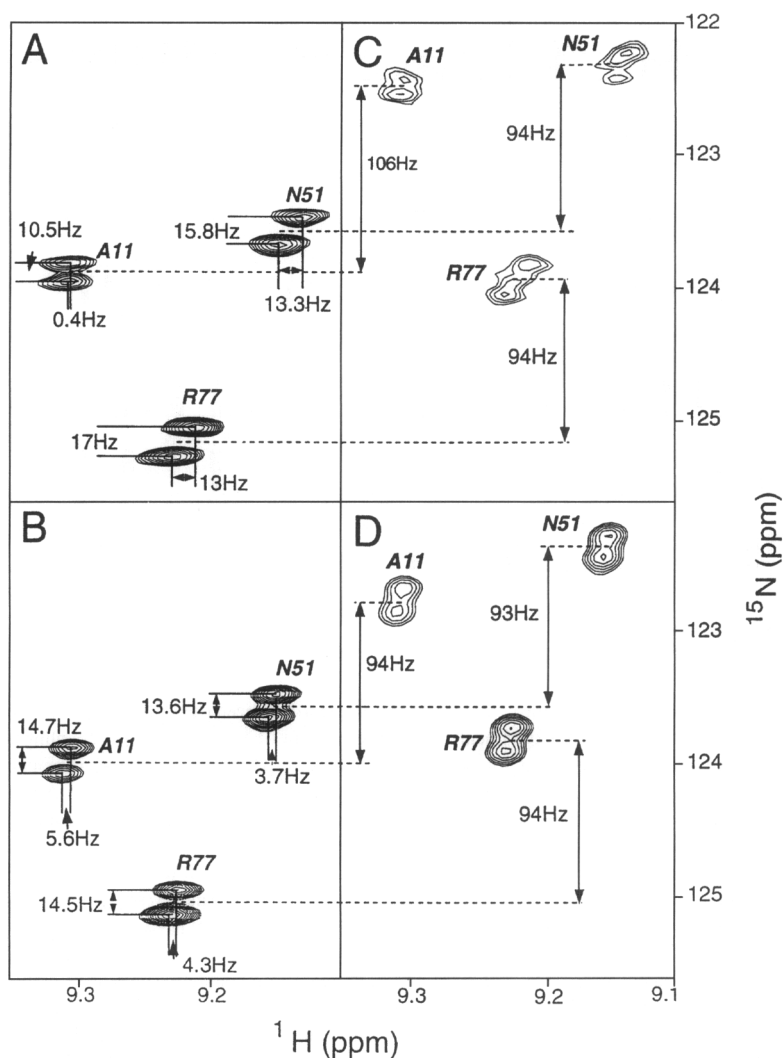 A
C
A11
N51
122
94Hz
106Hz
123
N51
10.5Hz
A11
15.8Hz
R77
124
13.3Hz
0.4Hz
94Hz
R77
125
17Hz
13Hz
B
D
N51
A11
15N (ppm)
123
93Hz
N51
94Hz
13.6Hz
14.7Hz
A11
R77
124
3.7Hz
94Hz
5.6Hz
R77
14.5Hz
125
4.3Hz
9.3
9.2
9.3
9.2
9.1
1 H (ppm)